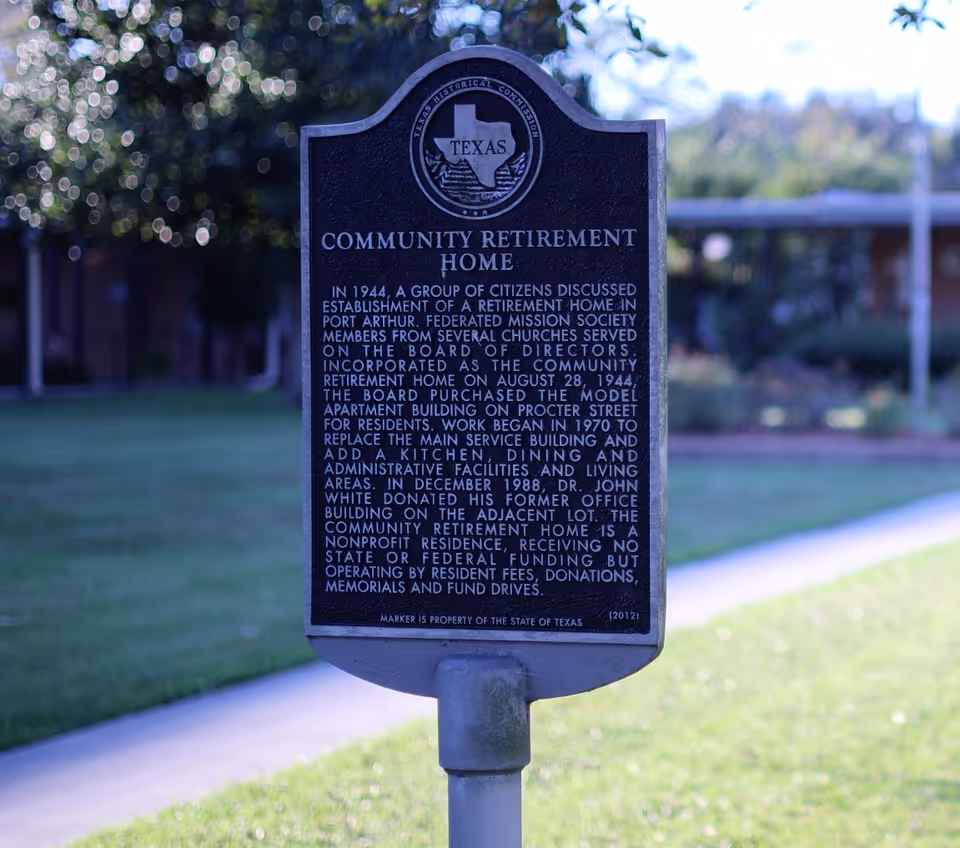 TEXAS HISTORICAL COMMISSION
TEXAS
COMMUNITY RETIREMENT
HOME
IN 1944, A GROUP OF CITIZENS DISCUSSED
ESTABLISHMENT OF A RETIREMENT HOME IN
PORT ARTHUR. FEDERATED MISSION SOCIETY
MEMBERS FROM SEVERAL CHURCHES SERVED
ON THE BOARD OF DIRECTORS.
INCORPORATED AS THE COMMUNITY
RETIREMENT HOME ON AUGUST 28, 1944,
THE BOARD PURCHASED THE MODEL
APARTMENT BUILDING ON PROCTER STREET
FOR RESIDENTS. WORK BEGAN IN 1970 TO
REPLACE THE MAIN SERVICE BUILDING AND
ADD A KITCHEN, DINING AND
ADMINISTRATIVE FACILITIES AND LIVING
AREAS. IN DECEMBER 1988, DR. JOHN
WHITE DONATED HIS FORMER OFFICE
BUILDING ON THE ADJACENT LOT. THE
COMMUNITY RETIREMENT HOME IS A
NONPROFIT RESIDENCE, RECEIVING NO
STATE OR FEDERAL FUNDING BUT
OPERATING BY RESIDENT FEES, DONATIONS,
MEMORIALS AND FUND DRIVES.
(2012)
MARKER IS PROPERTY OF THE STATE OF TEXAS